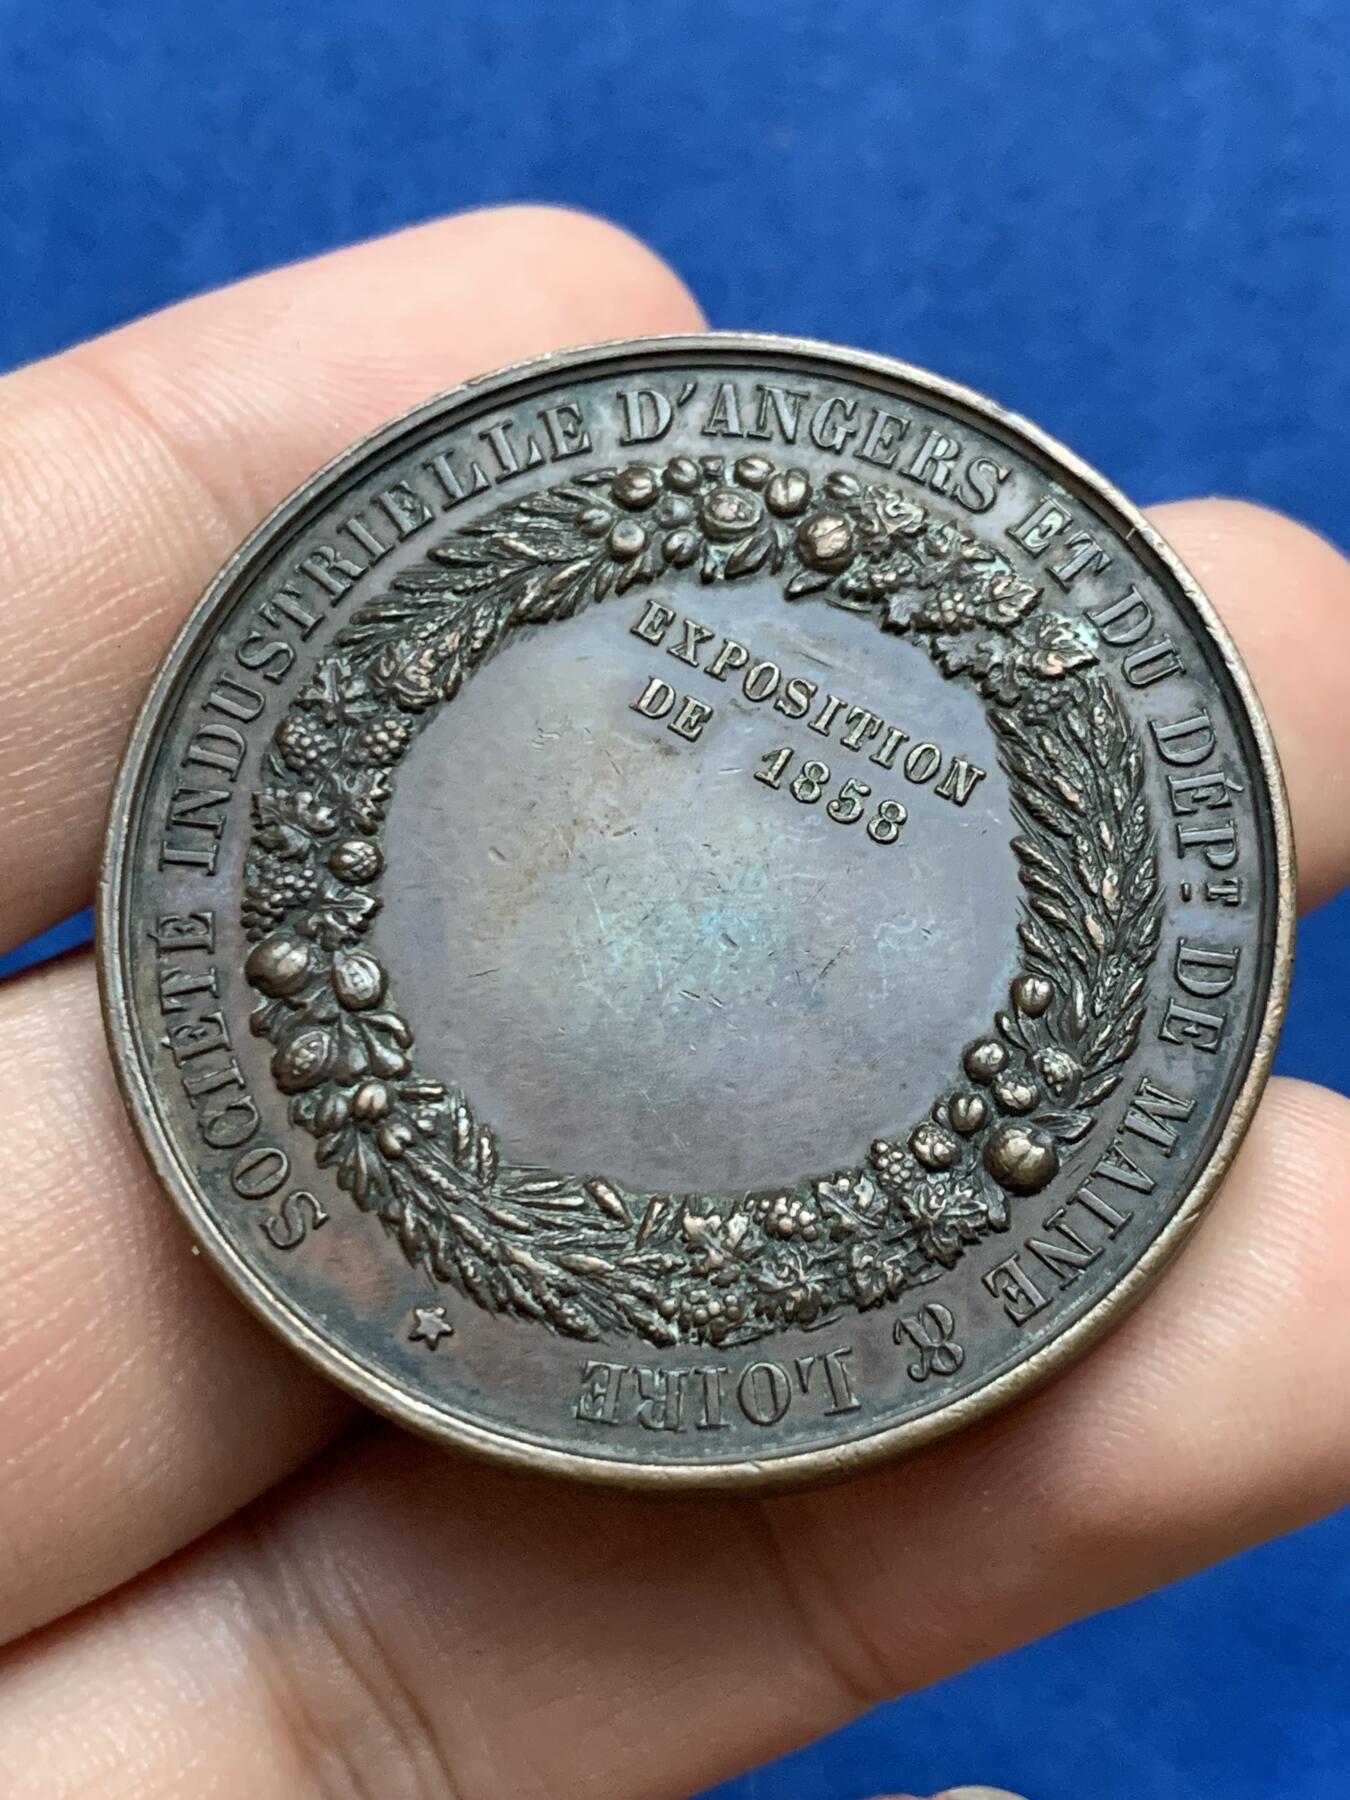 SOCIÉTÉ INDUSTRIELLE D'ANGERS ET DU DÉPT DE MAINE & LOIRE
EXPOSITION
DE 1858